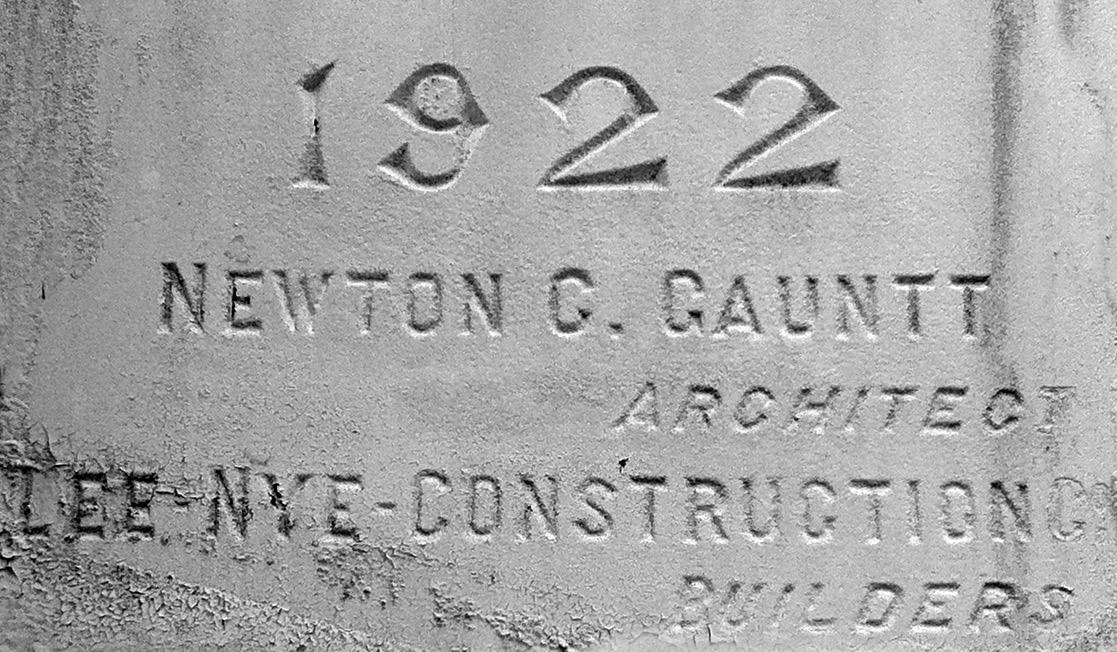 1922
NEWTON C. GAUNTT
ARCHITECT
LEE-NYE-CONSTRUCTION
BUILDERS